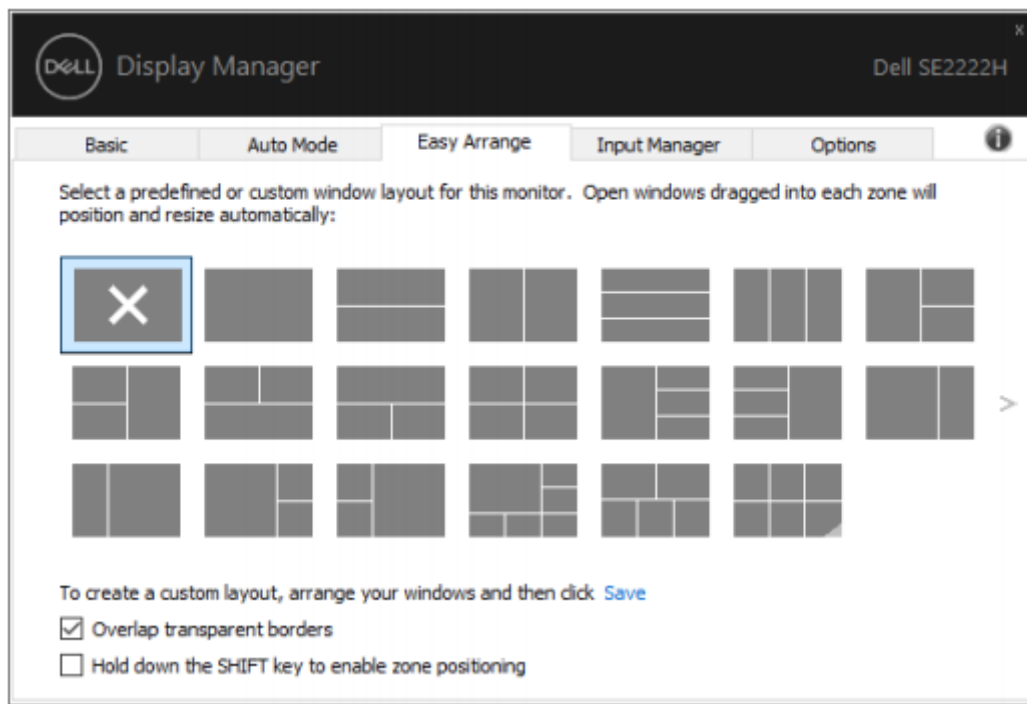 x
DELL Display Manager Dell SE2222H
Basic Auto Mode Easy Arrange Input Manager Options i
Select a predefined or custom window layout for this monitor. Open windows dragged into each zone will
position and resize automatically:
>
To create a custom layout, arrange your windows and then click Save
Overlap transparent borders
Hold down the SHIFT key to enable zone positioning